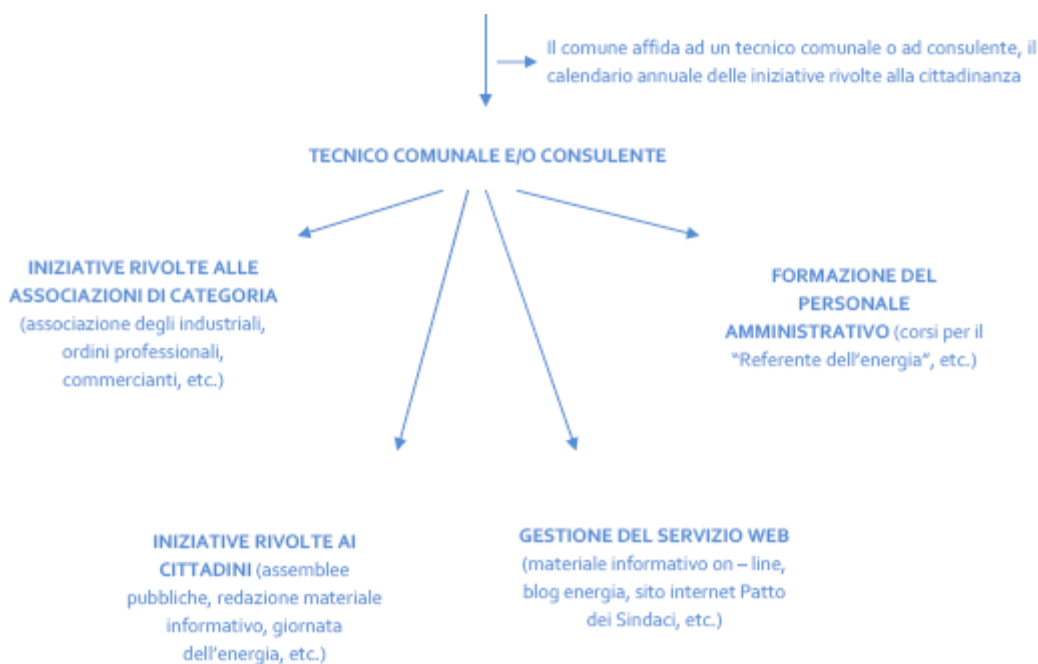 Il comune affida ad un tecnico comunale o ad consulente, il
calendario annuale delle iniziative rivolte alla cittadinanza
TECNICO COMUNALE E/O CONSULENTE
INIZIATIVE RIVOLTE ALLE
ASSOCIAZIONI DI CATEGORIA
(associazione degli industriali,
ordini professionali,
commercianti, etc.)
FORMAZIONE DEL
PERSONALE
AMMINISTRATIVO (corsi per il
“Referente dell’energia”, etc.)
INIZIATIVE RIVOLTE AI
CITTADINI (assemblee
pubbliche, redazione materiale
informativo, giornata
dell’energia, etc.)
GESTIONE DEL SERVIZIO WEB
(materiale informativo on – line,
blog energia, sito internet Patto
dei Sindaci, etc.)